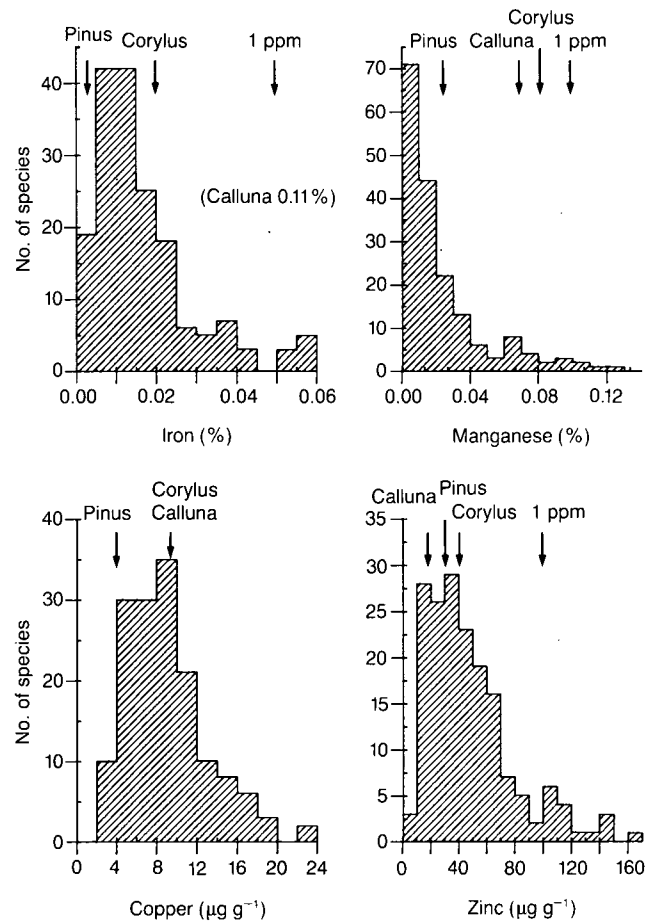 Pinus Corylus 1 ppm
40
30
20
10
0
No. of species
(Calluna 0.11%)
0.00 0.02 0.04 0.06
Iron (%)
Corylus
Pinus Calluna 1 ppm
70
60
50
40
30
20
10
0
0.00 0.04 0.08 0.12
Manganese (%)
Corylus
Pinus Calluna
40
30
20
10
0
No. of species
0 4 8 12 16 20 24
Copper (µg g⁻¹)
Pinus
Calluna Corylus 1 ppm
35
30
25
20
15
10
5
0
0 40 80 120 160
Zinc (µg g⁻¹)